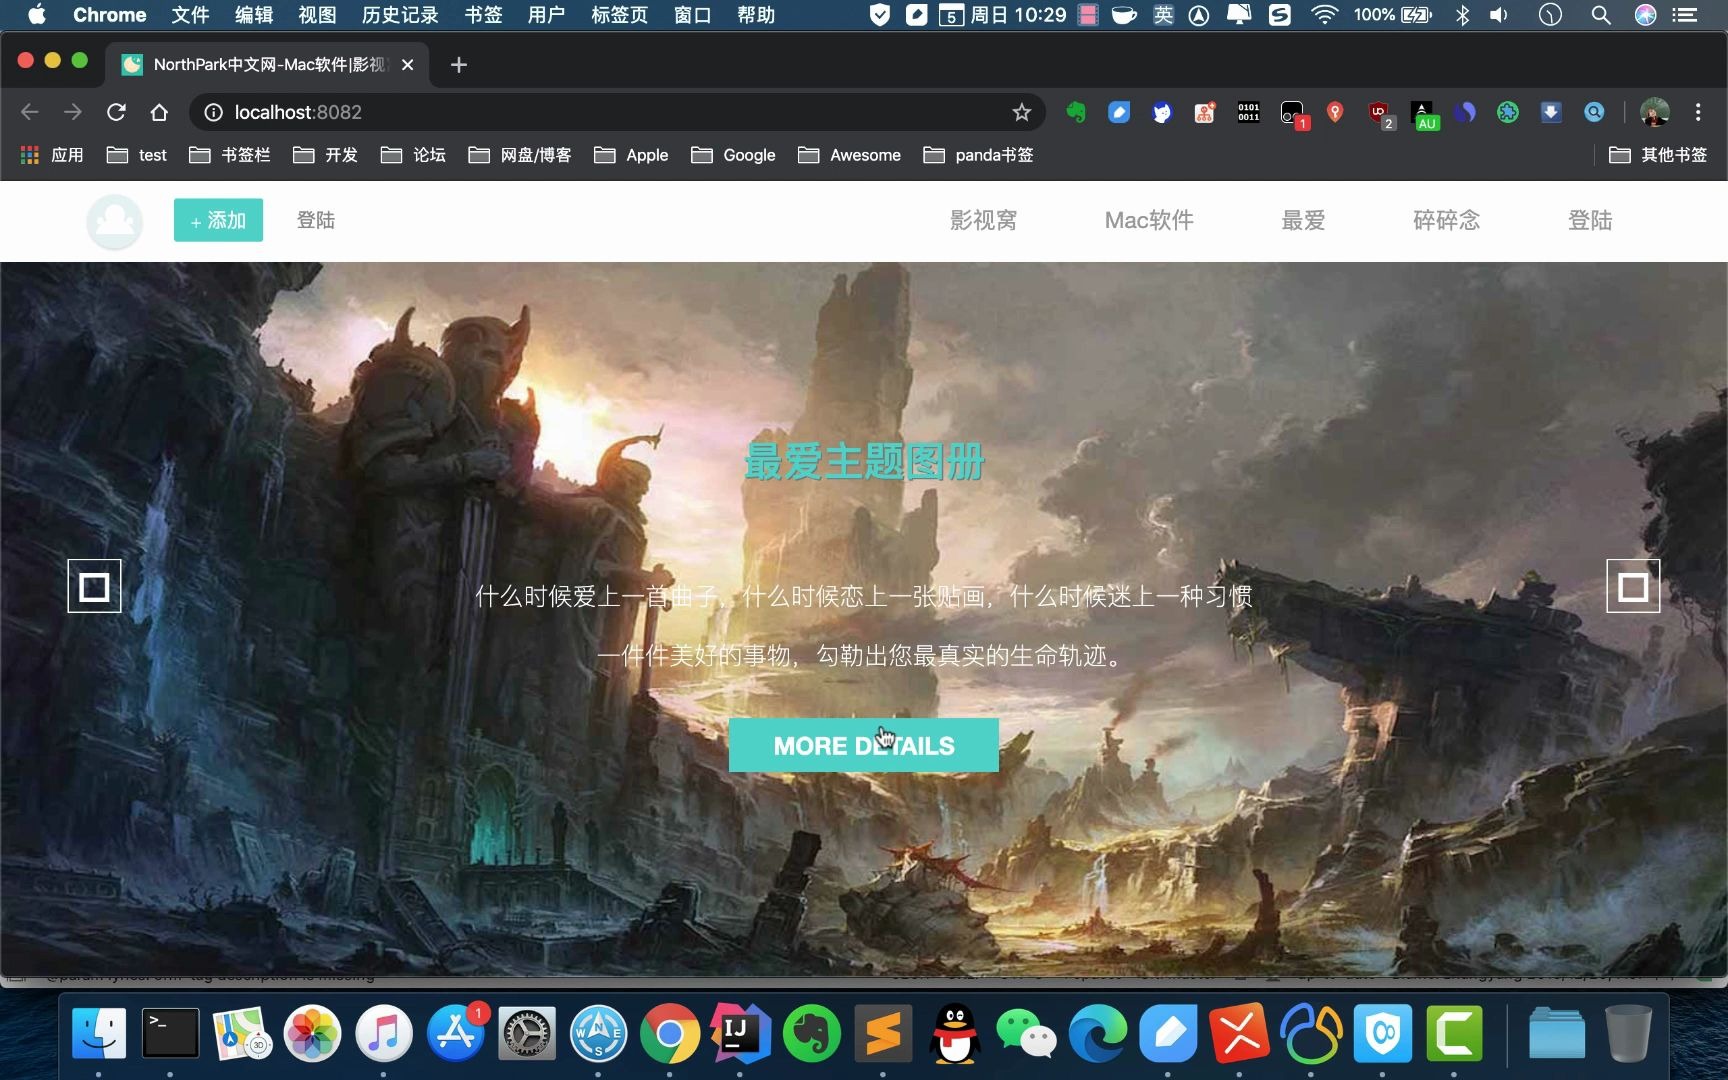 Chrome 文件 编辑 视图 历史记录 书签 用户 标签页 窗口 帮助 5 周日 10:29 英 100%
NorthPark中文网-Mac软件|影视
localhost:8082
0101
0011
1 2 AU
应用 test 书签栏 开发 论坛 网盘/博客 Apple Google Awesome panda书签 其他书签
+ 添加 登陆 影视窝 Mac软件 最爱 碎碎念 登陆
最爱主题图册
什么时候爱上一首曲子，什么时候恋上一张贴画，什么时候迷上一种习惯
一件件美好的事物，勾勒出您最真实的生命轨迹。
MORE DETAILS
1
>_ 3D N W E S IJ